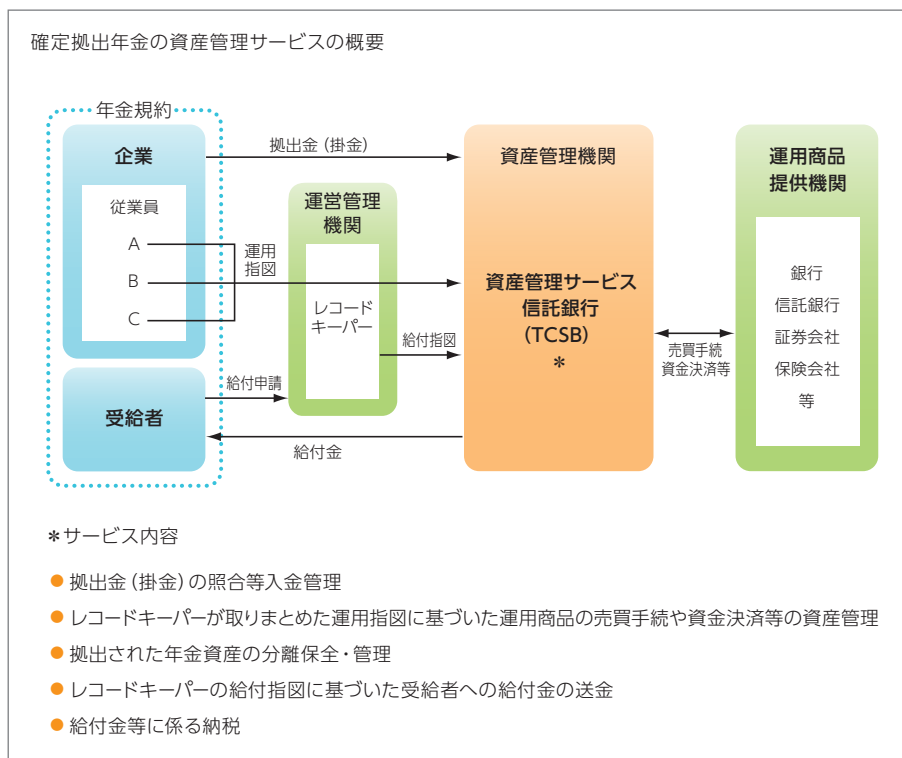 確定拠出年金の資産管理サービスの概要
年金規約
企業
従業員
A
B
C
受給者
拠出金（掛金）
運用
指図
運営管理
機関
レコード
キーパー
給付指図
給付申請
給付金
資産管理機関
資産管理サービス
信託銀行
（TCSB）
＊
売買手続
資金決済等
運用商品
提供機関
銀行
信託銀行
証券会社
保険会社
等
＊サービス内容
● 拠出金（掛金）の照合等入金管理
● レコードキーパーが取りまとめた運用指図に基づいた運用商品の売買手続や資金決済等の資産管理
● 拠出された年金資産の分離保全・管理
● レコードキーパーの給付指図に基づいた受給者への給付金の送金
● 給付金等に係る納税